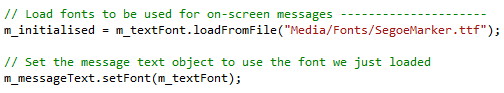 // Load fonts to be used for on-screen messages ----------------------
m_initialised = m_textFont.loadFromFile("Media/Fonts/SegoeMarker.ttf");
// Set the message text object to use the font we just loaded
m_messageText.setFont(m_textFont);